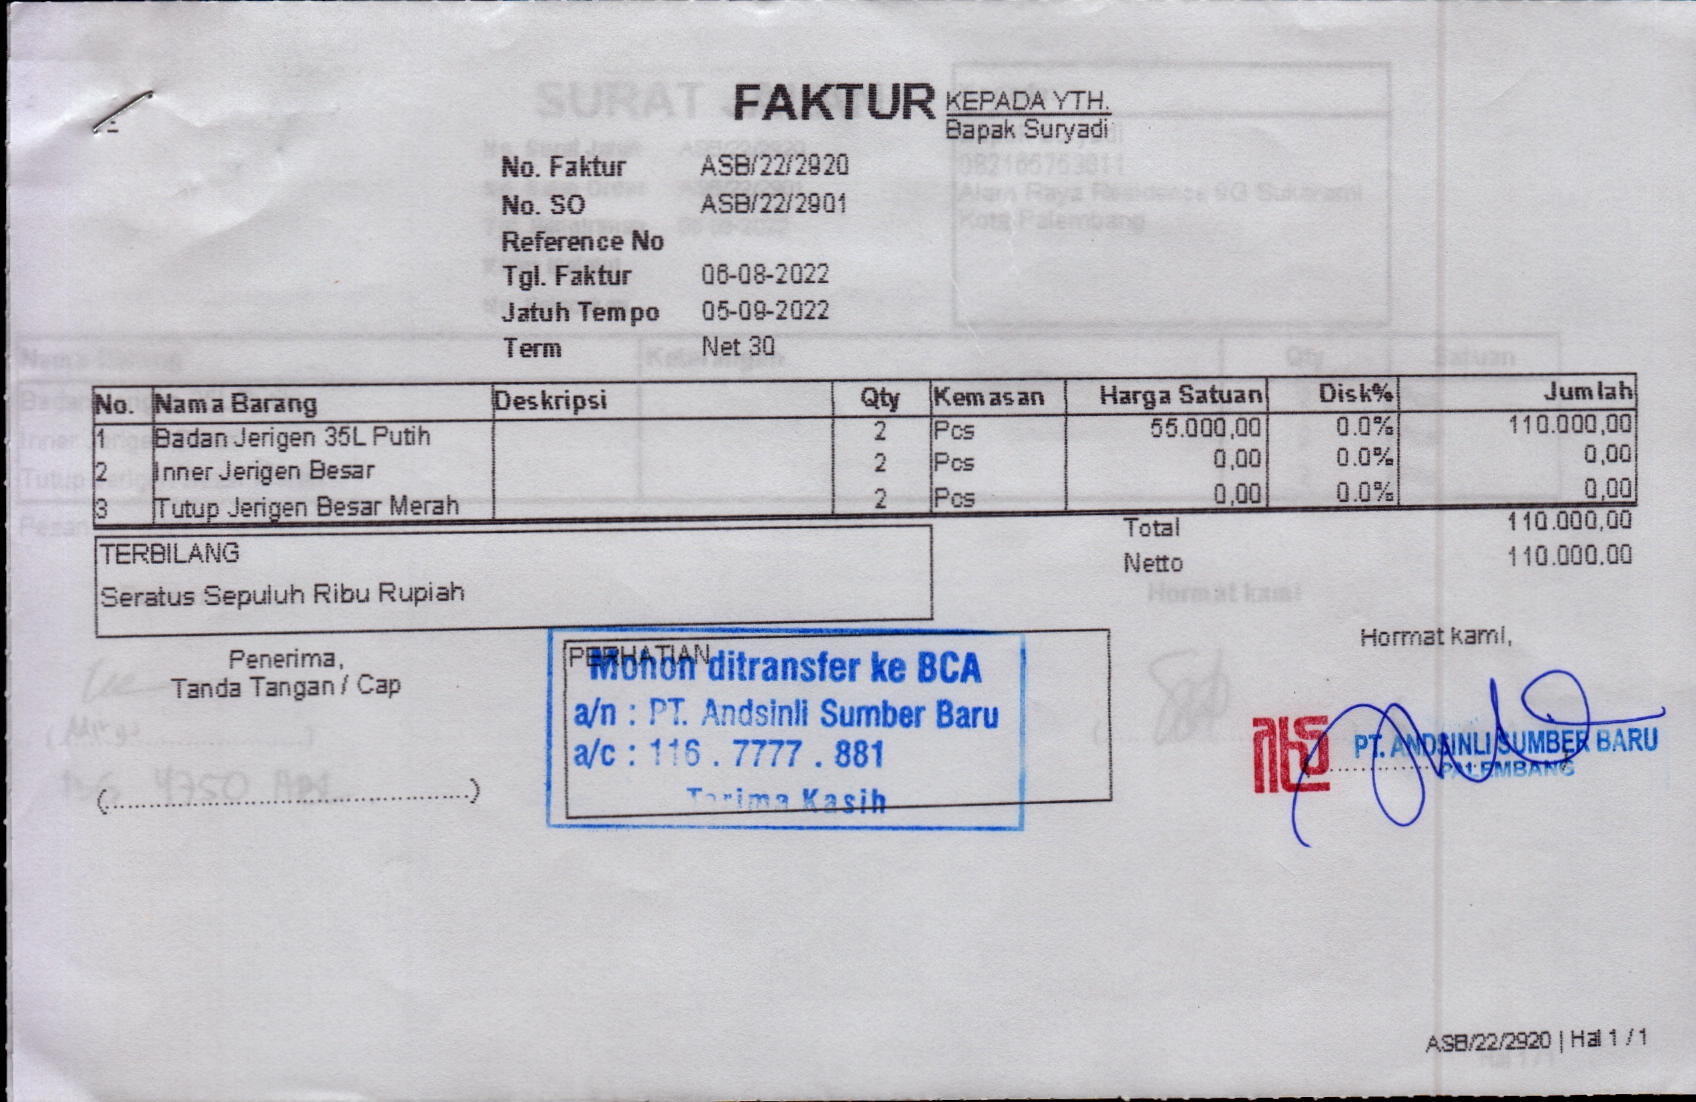 FAKTUR
KEPADA YTH.
Bapak Suryadi
No. Faktur ASB/22/2920
No. SO ASB/22/2901
Reference No
Tgl. Faktur 06-08-2022
Jatuh Tempo 05-09-2022
Term Net 30
No. Nama Barang Deskripsi Qty Kemasan Harga Satuan Disk% Jumlah
1 Badan Jerigen 35L Putih 2 Pcs 55.000,00 0.0% 110.000,00
2 Inner Jerigen Besar 2 Pcs 0,00 0.0% 0,00
3 Tutup Jerigen Besar Merah 2 Pcs 0,00 0.0% 0,00
Total 110.000,00
Netto 110.000.00
TERBILANG
Seratus Sepuluh Ribu Rupiah
Penerima,
Tanda Tangan / Cap
(........................................)
PERHATIAN
Mohon ditransfer ke BCA
a/n : PT. Andsinli Sumber Baru
a/c : 116 . 7777 . 881
Terima Kasih
Hormat kami,
PT. ANDSINLI SUMBER BARU
PALEMBANG
ASB/22/2920 | Hal 1 / 1